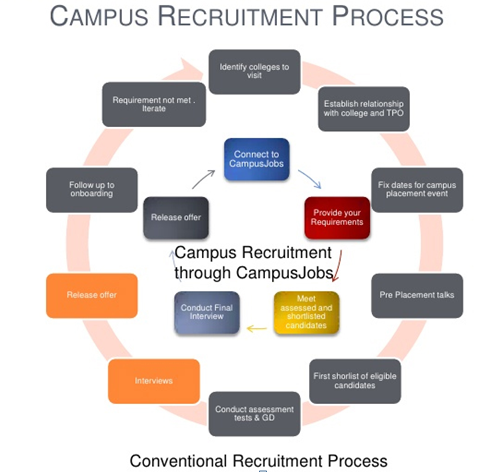 CAMPUS RECRUITMENT PROCESS
Identify colleges to
visit
Establish relationship
with college and TPO
Fix dates for campus
placement event
Pre Placement talks
First shorlist of eligible
candidates
Conduct assessment
tests & GD
Interviews
Release offer
Follow up to
onboarding
Requirement not met .
Iterate
Connect to
CampusJobs
Provide your
Requirements
Meet
assessed and
shortlisted
candidates
Conduct Final
Interview
Release offer
Campus Recruitment
through CampusJobs
Conventional Recruitment Process